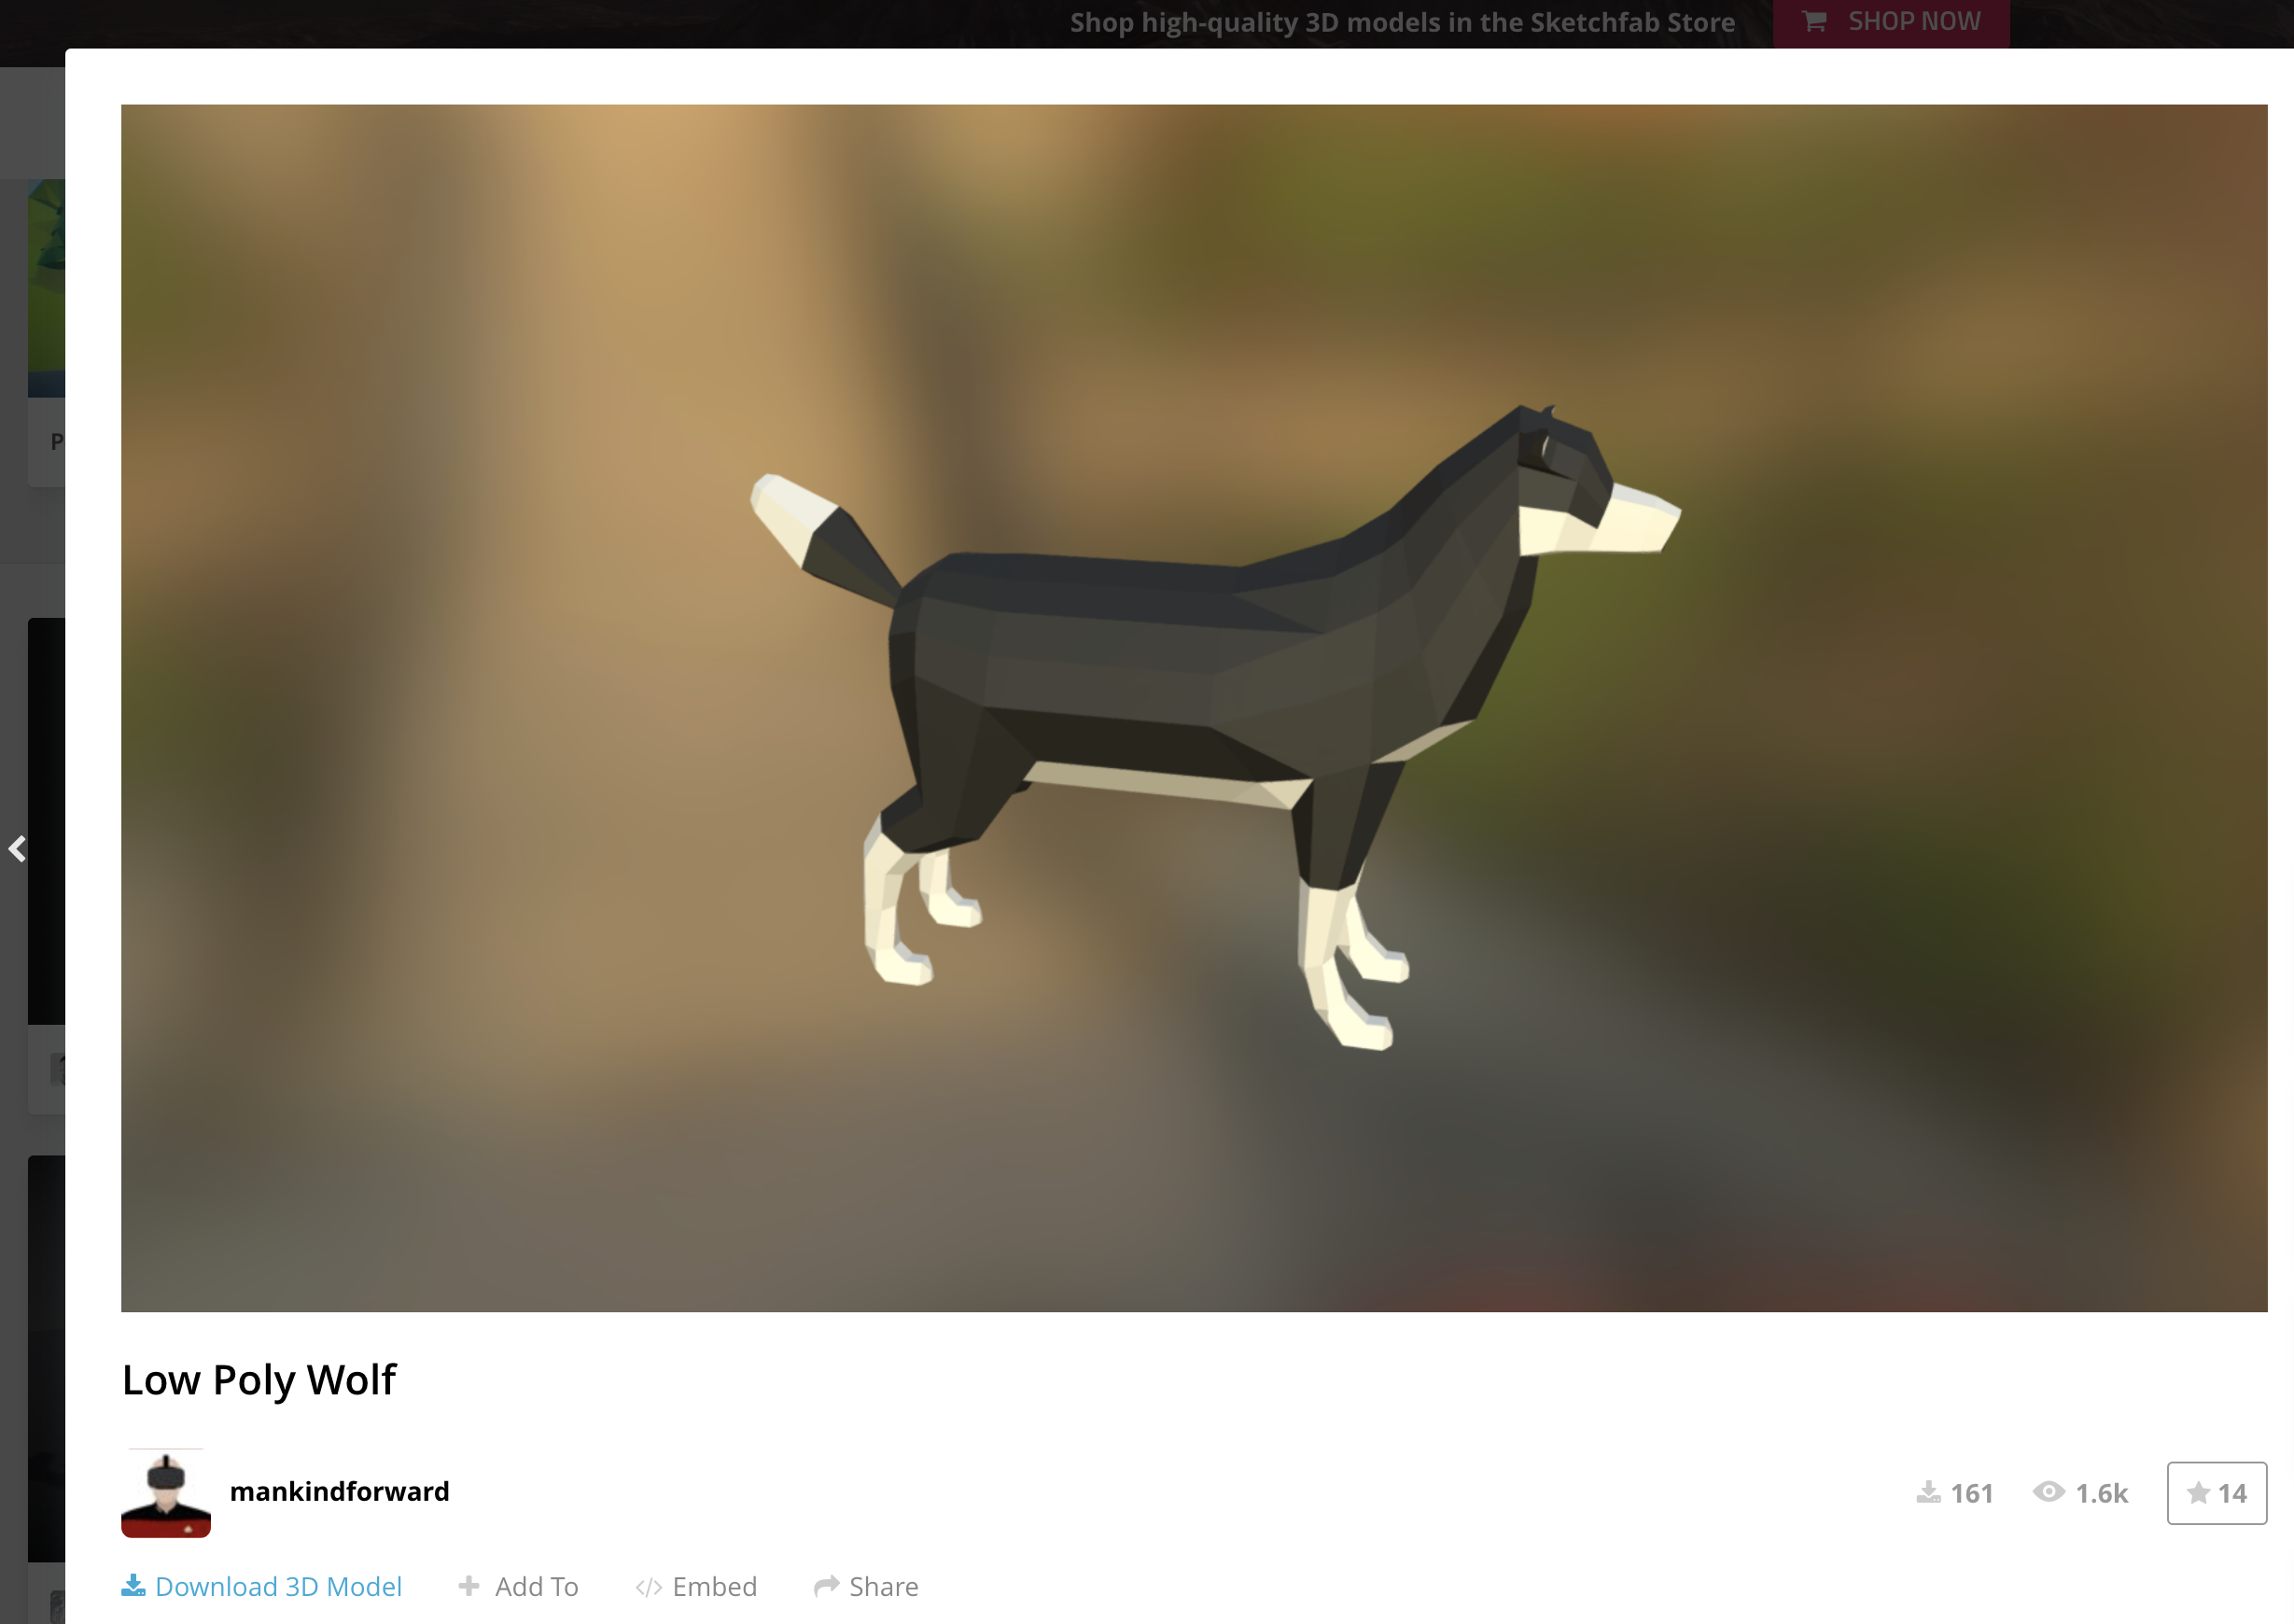 Shop high-quality 3D models in the Sketchfab Store
SHOP NOW
P
Low Poly Wolf
mankindforward
161
1.6k
14
Download 3D Model
Add To
Embed
Share